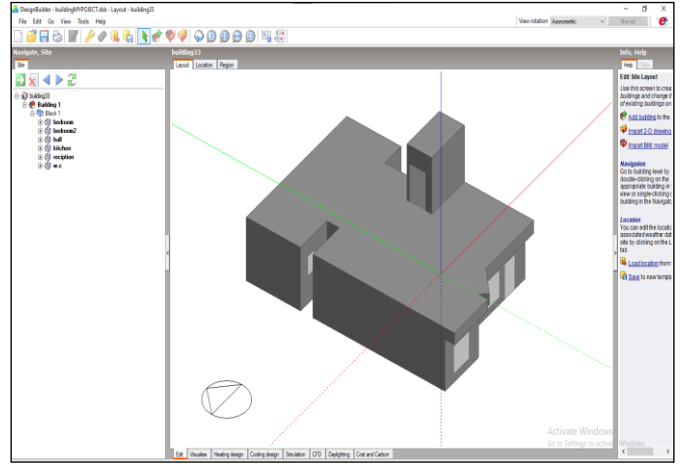 DesignBuilder - buildingMYPOJECT.dsb - Layout - building33
File Edit Go View Tools Help
View rotation Axonometric Normal
Navigate, Site
building33
Info, Help
Site
Layout Location Region
Help
Edit Site Layout
Use this screen to crea
buildings and change t
of existing buildings on
building33
Building 1
Block 1
bedroom
bedroom2
hall
kitchen
reciption
w.c
Add building to the
Import 2-D drawing
Import BIM model
Navigation
Go to building level by
double-clicking on the
appropriate building in
view or single-clicking
building in the Navigat
Location
You can edit the locatio
associated weather dat
site by clicking on the L
tab
Load location from
Save to new templa
Activate Windows
Go to Settings to activate Windows.
Edit Visualise Heating design Cooling design Simulation CFD Daylighting Cost and Carbon